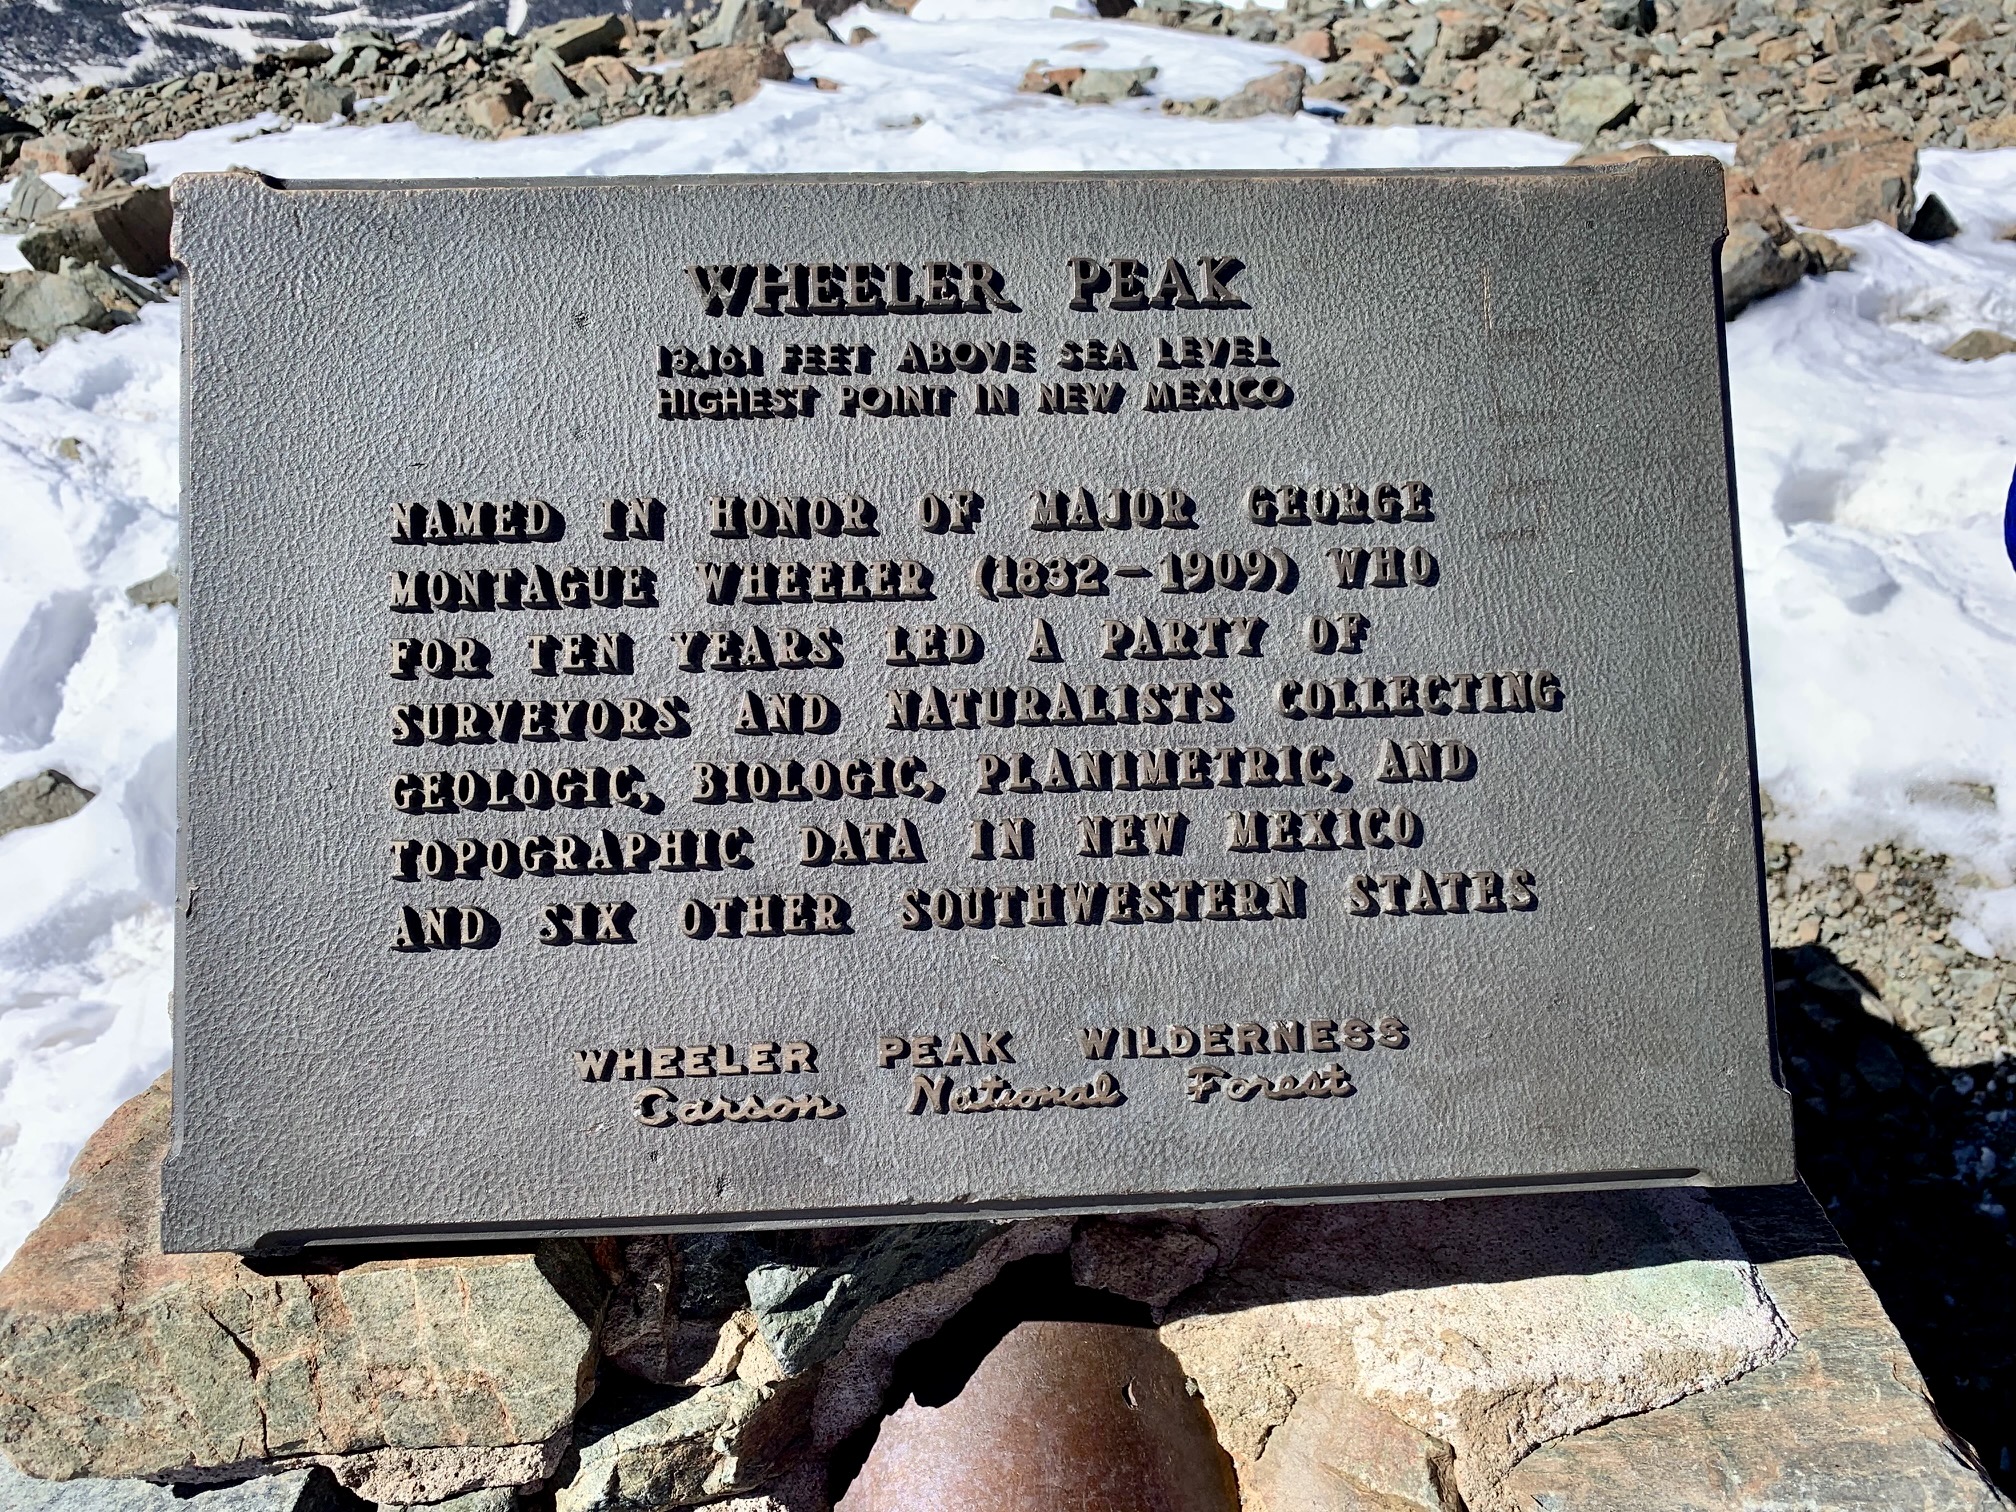 WHEELER PEAK
13,161 FEET ABOVE SEA LEVEL
HIGHEST POINT IN NEW MEXICO
NAMED IN HONOR OF MAJOR GEORGE
MONTAGUE WHEELER (1832-1909) WHO
FOR TEN YEARS LED A PARTY OF
SURVEYORS AND NATURALISTS COLLECTING
GEOLOGIC, BIOLOGIC, PLANIMETRIC, AND
TOPOGRAPHIC DATA IN NEW MEXICO
AND SIX OTHER SOUTHWESTERN STATES
WHEELER PEAK WILDERNESS
Carson National Forest